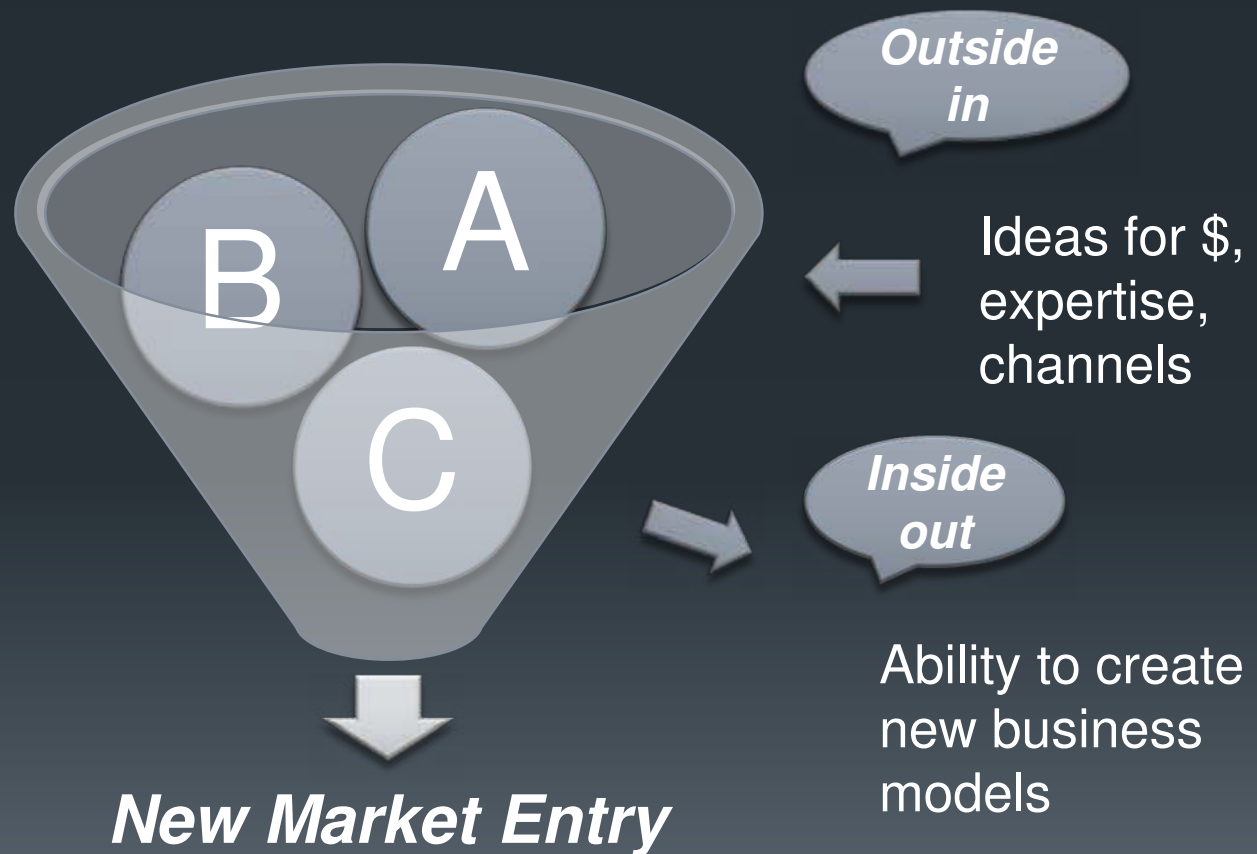 Outside
in
A
B
Ideas for $,
expertise,
channels
C
Inside
out
Ability to create
new business
models
New Market Entry